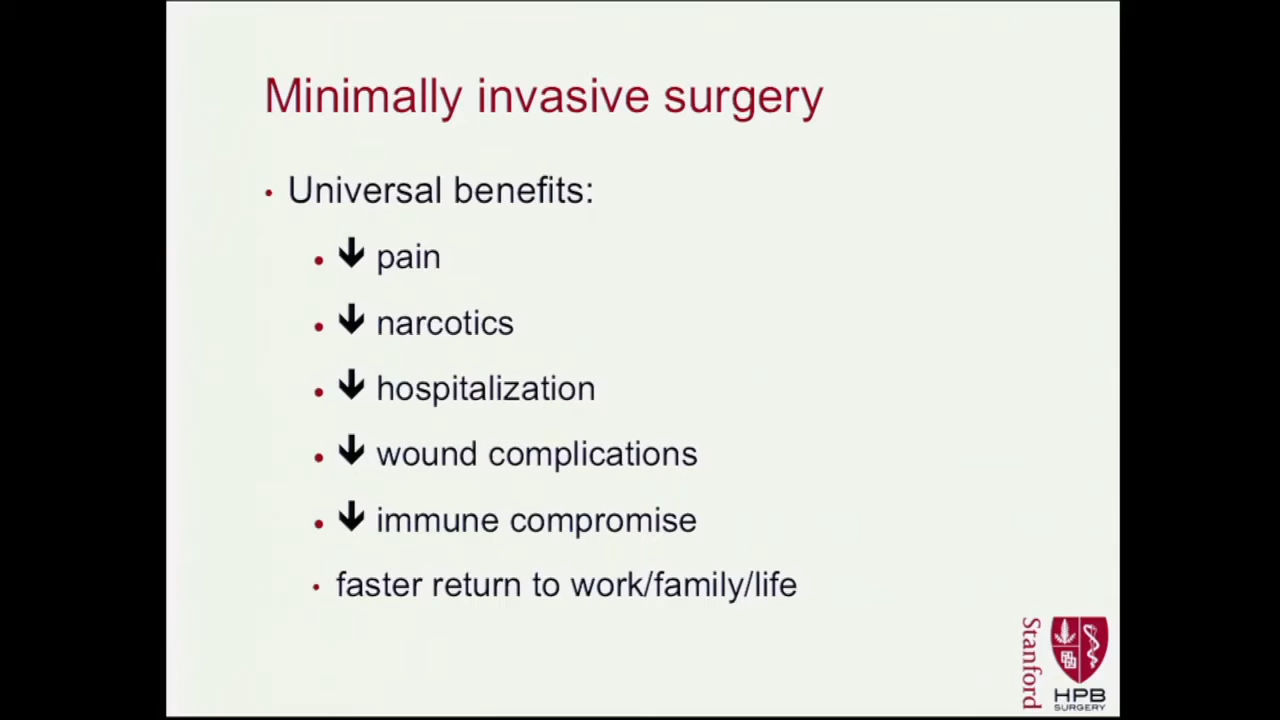 Minimally invasive surgery
• Universal benefits:
• 🡻 pain
• 🡻 narcotics
• 🡻 hospitalization
• 🡻 wound complications
• 🡻 immune compromise
• faster return to work/family/life
Stanford
HPB
SURGERY